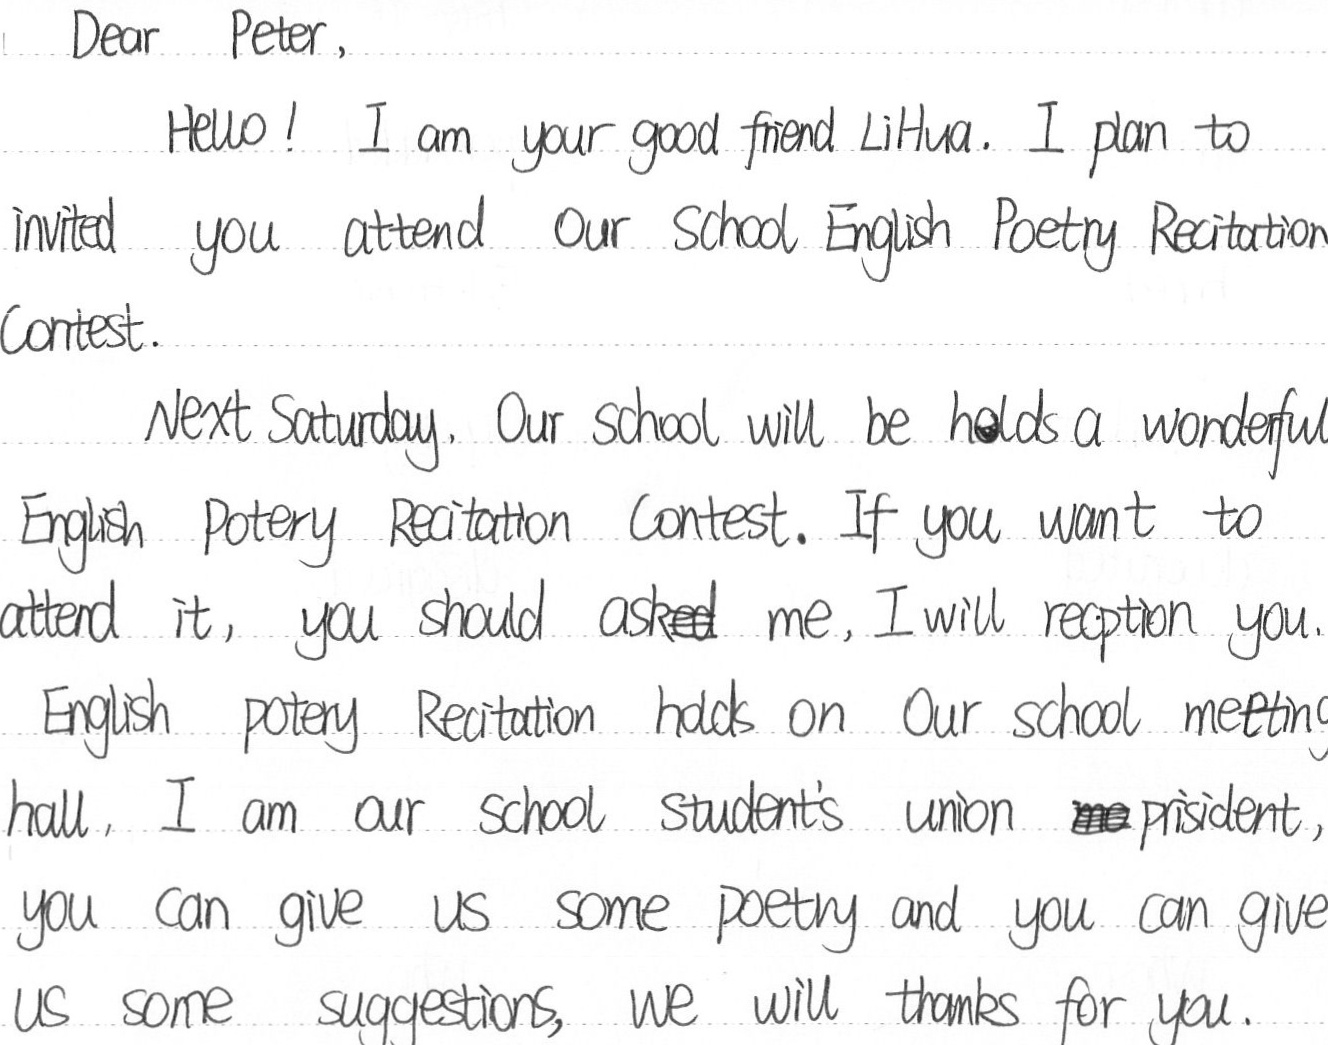 Dear Peter,
Hello! I am your good friend LiHua. I plan to
invited you attend our school English Poetry Recitation
Contest.
Next Saturday. Our school will be holds a wonderful
English Potery Recitation Contest. If you want to
attend it, you should ask me, I will recption you.
English potery Recitation holds on our school meeting
hall. I am our school student's union prisident,
you can give us some poetry and you can give
us some suggestions, we will thanks for you.